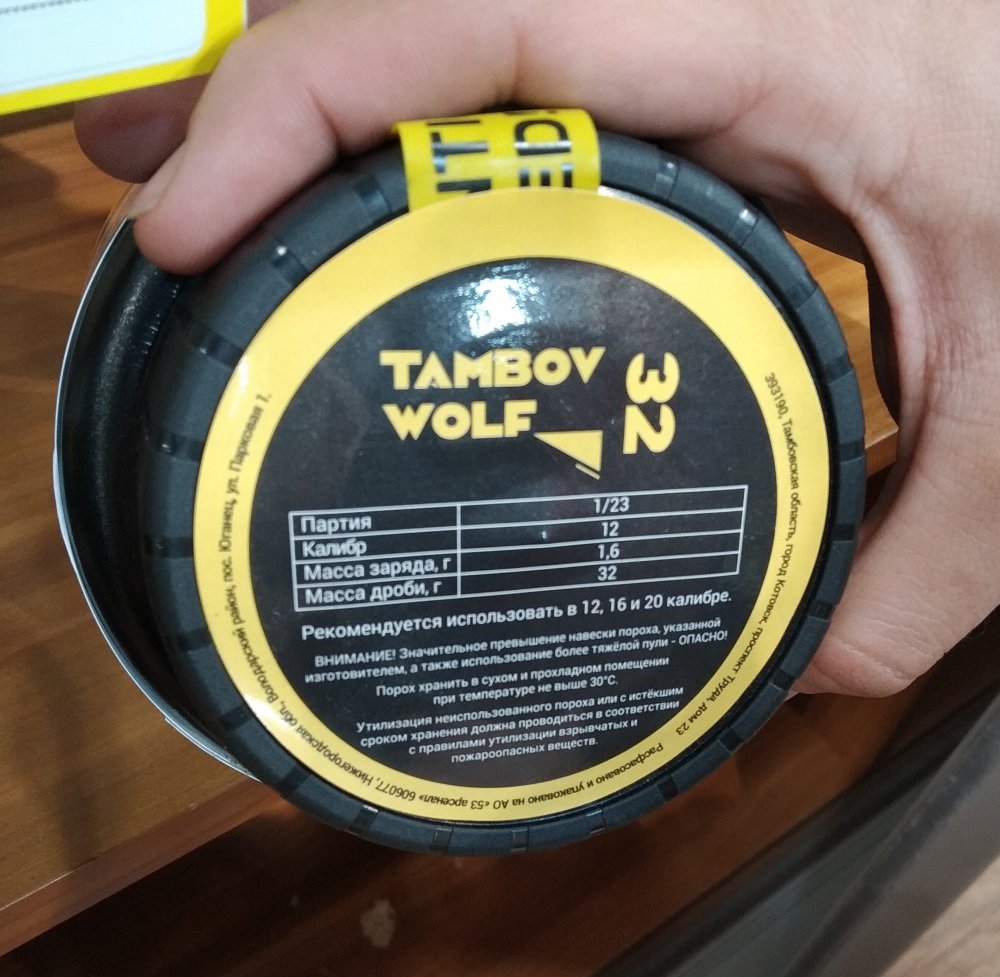 TAMBOV
WOLF
32
Партия 1/23
Калибр 12
Масса заряда, г 1,6
Масса дроби, г 32
Рекомендуется использовать в 12, 16 и 20 калибре.
ВНИМАНИЕ! Значительное превышение навески пороха, указанной
изготовителем, а также использование более тяжёлой пули - ОПАСНО!
Порох хранить в сухом и прохладном помещении
при температуре не выше 30°С.
Утилизация неиспользованного пороха или с истёкшим
сроком хранения должна проводиться в соответствии
с правилами утилизации взрывчатых и
пожароопасных веществ.
393190, Тамбовская область, город Котовск, проспект Труда, дом 23
Расфасовано и упаковано на АО «53 арсенал» 606077, Нижегородская обл, Володарский район, пос. Юганец, ул. Парковая 1.